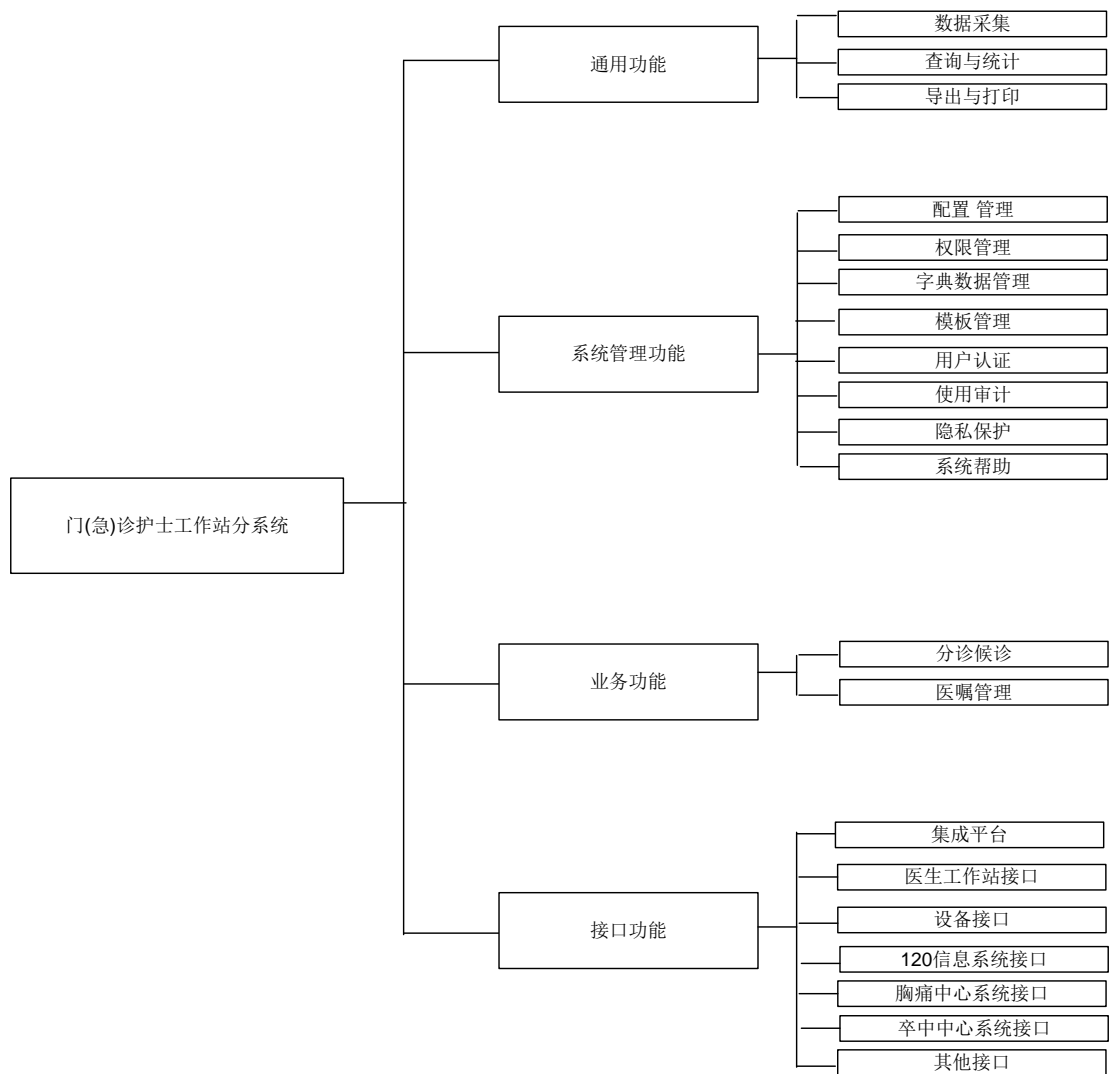 门(急)诊护士工作站分系统
通用功能
数据采集
查询与统计
导出与打印
系统管理功能
配置 管理
权限管理
字典数据管理
模板管理
用户认证
使用审计
隐私保护
系统帮助
业务功能
分诊候诊
医嘱管理
接口功能
集成平台
医生工作站接口
设备接口
120信息系统接口
胸痛中心系统接口
卒中中心系统接口
其他接口